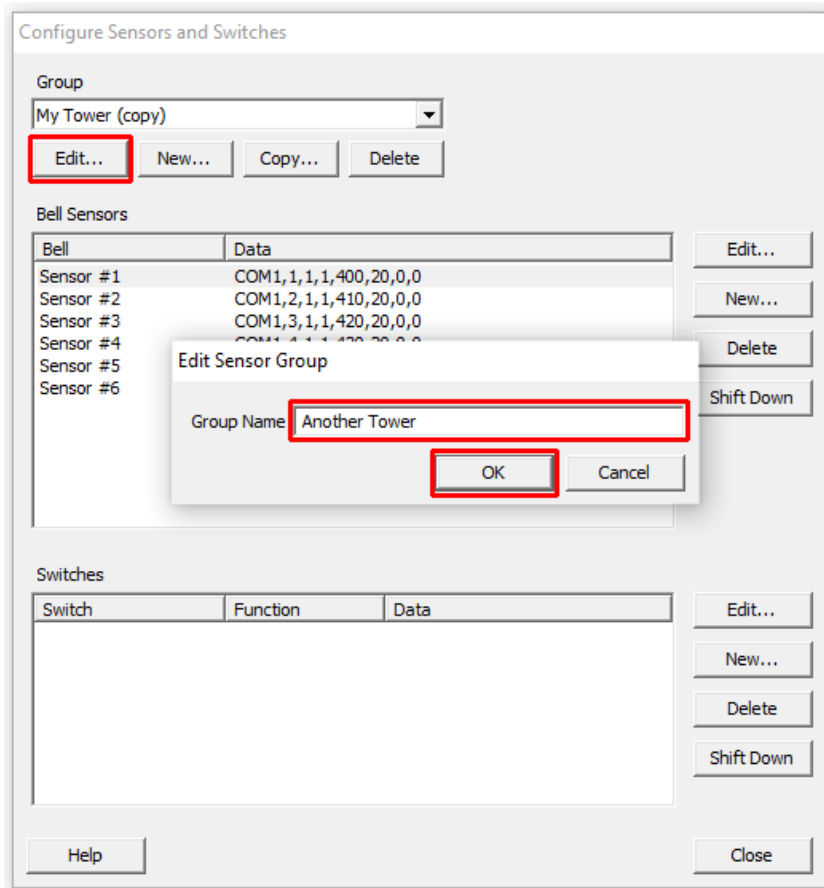 Configure Sensors and Switches
Group
My Tower (copy)
Edit... New... Copy... Delete
Bell Sensors
Bell Data
Edit...
Sensor #1 COM1,1,1,1,400,20,0,0
Sensor #2 COM1,2,1,1,410,20,0,0
New...
Sensor #3 COM1,3,1,1,420,20,0,0
Sensor #4
Delete
Edit Sensor Group
Sensor #5
Sensor #6
Shift Down
Group Name Another Tower
OK Cancel
Switches
Switch Function Data
Edit...
New...
Delete
Shift Down
Help Close